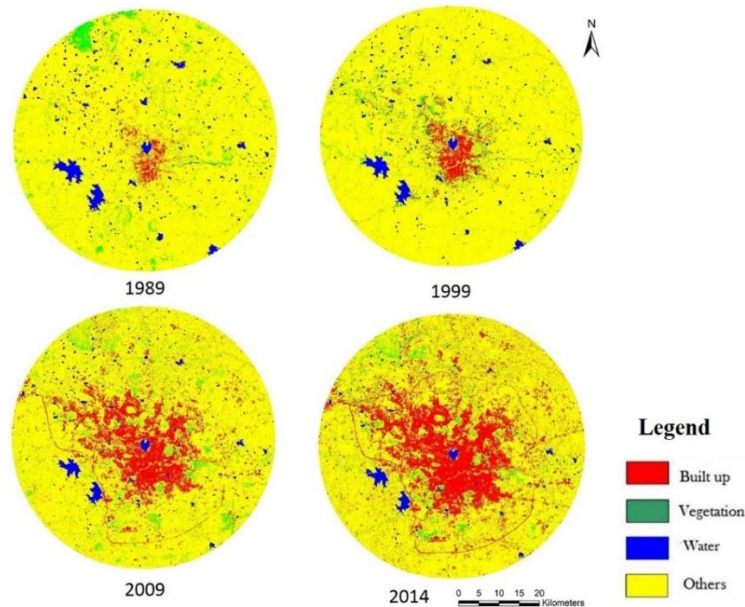 N
1989
1999
2009
2014
0 5 10 15 20
Kilometers
Legend
Built up
Vegetation
Water
Others